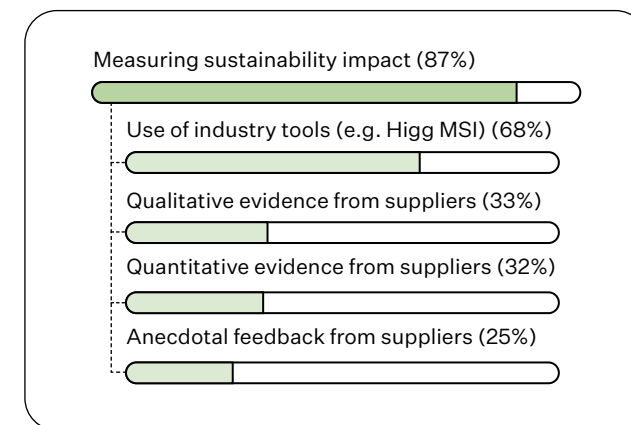 Measuring sustainability impact (87%)
Use of industry tools (e.g. Higg MSI) (68%)
Qualitative evidence from suppliers (33%)
Quantitative evidence from suppliers (32%)
Anecdotal feedback from suppliers (25%)